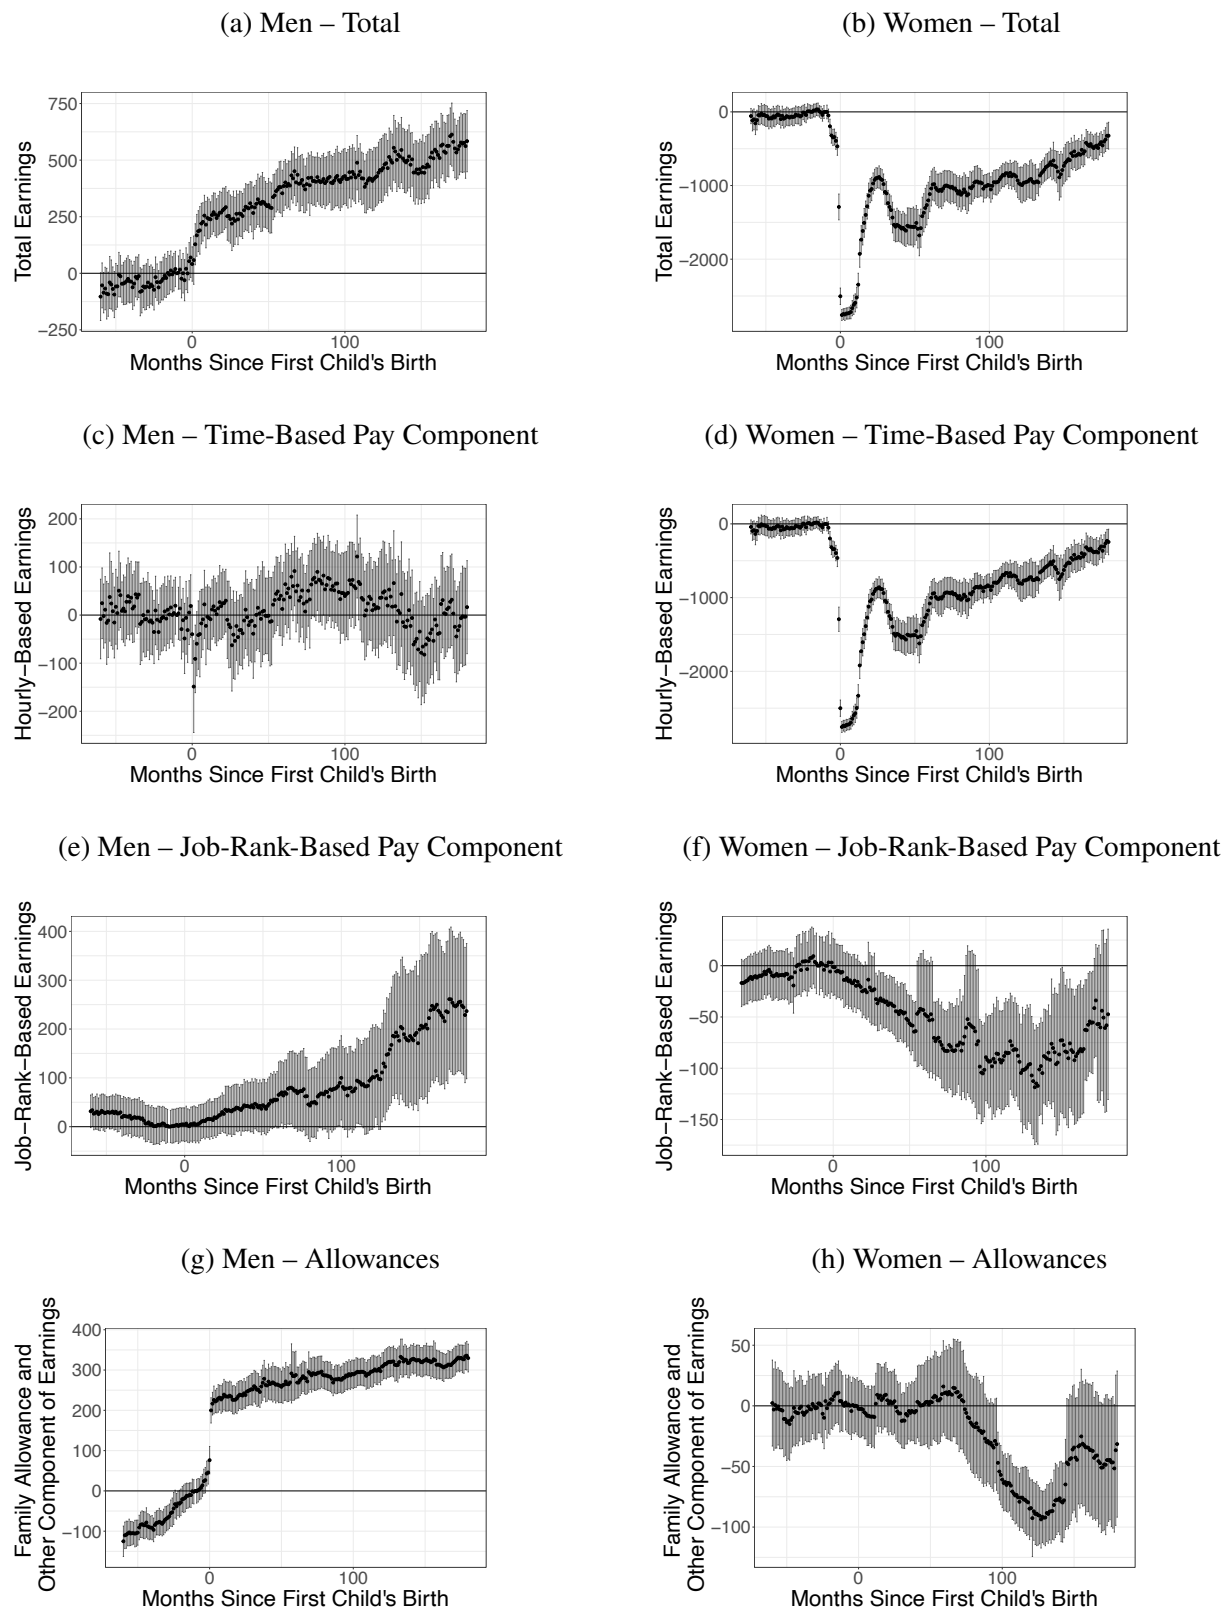 (a) Men – Total
(b) Women – Total
Total Earnings
750
500
250
0
−250
0
100
Months Since First Child's Birth
Total Earnings
0
−1000
−2000
0
100
Months Since First Child's Birth
(c) Men – Time-Based Pay Component
(d) Women – Time-Based Pay Component
Hourly−Based Earnings
200
100
0
−100
−200
0
100
Months Since First Child's Birth
Hourly−Based Earnings
0
−1000
−2000
0
100
Months Since First Child's Birth
(e) Men – Job-Rank-Based Pay Component
(f) Women – Job-Rank-Based Pay Component
Job−Rank−Based Earnings
400
300
200
100
0
0
100
Months Since First Child's Birth
Job−Rank−Based Earnings
0
−50
−100
−150
0
100
Months Since First Child's Birth
(g) Men – Allowances
(h) Women – Allowances
Family Allowance and
Other Component of Earnings
400
300
200
100
0
−100
0
100
Months Since First Child's Birth
Family Allowance and
Other Component of Earnings
50
0
−50
−100
0
100
Months Since First Child's Birth